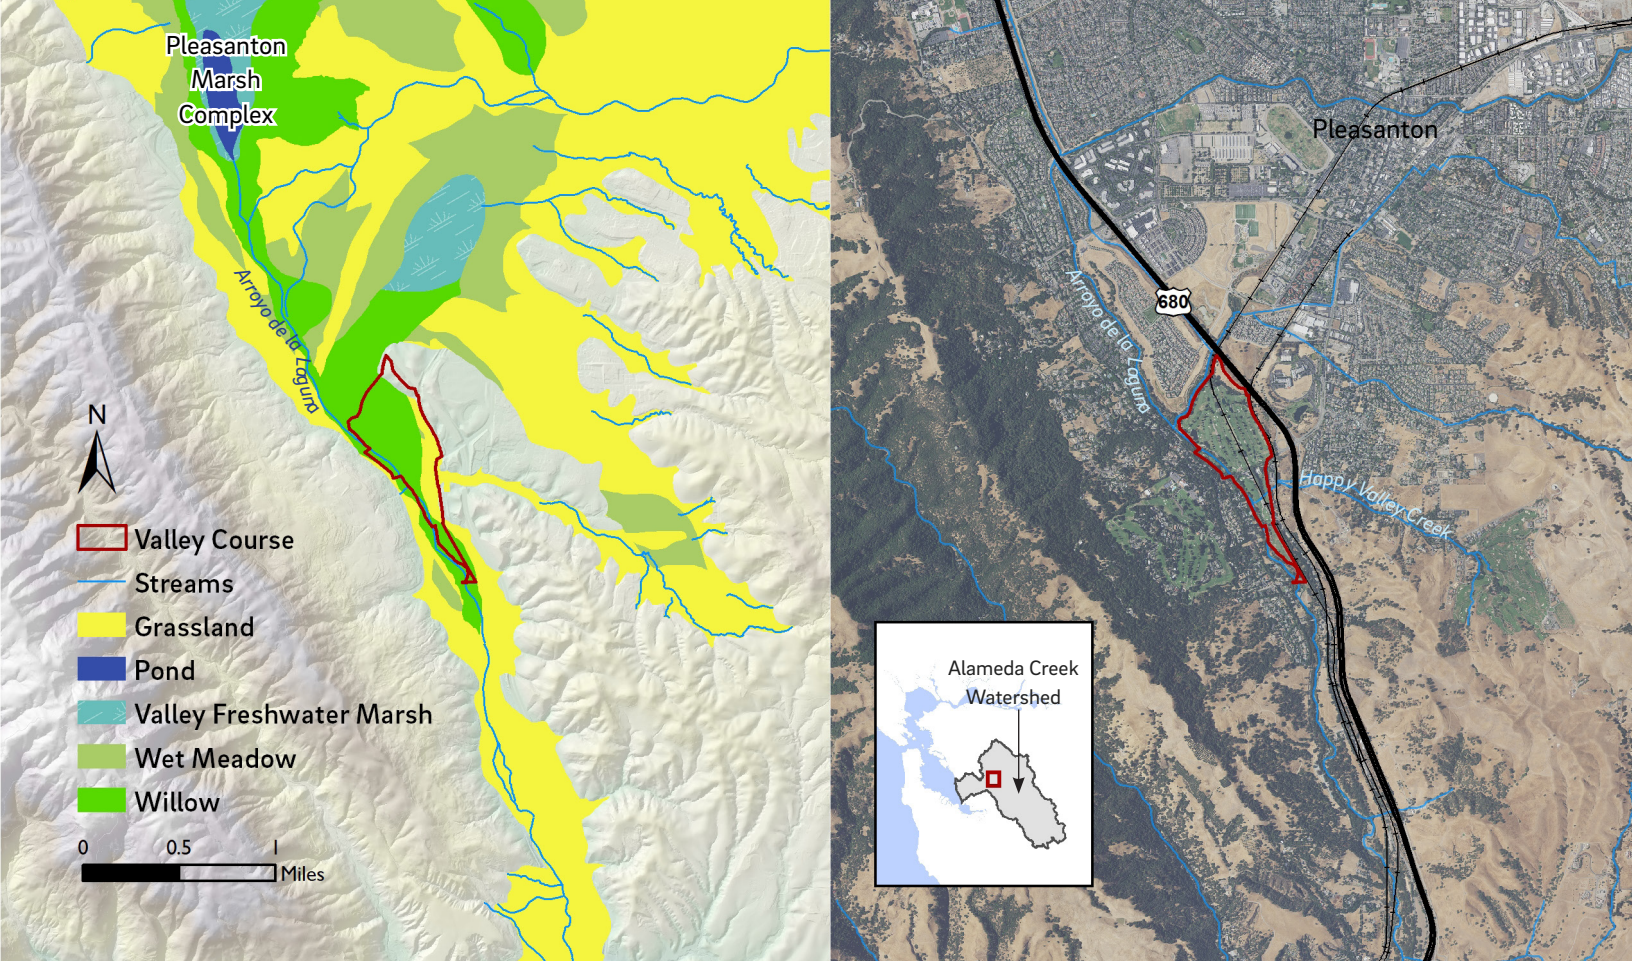 Pleasanton
Marsh
Complex
Arroyo de la Laguna
N
Valley Course
Streams
Grassland
Pond
Valley Freshwater Marsh
Wet Meadow
Willow
0 0.5 1
Miles
Pleasanton
680
Arroyo de la Laguna
Happy Valley Creek
Alameda Creek
Watershed